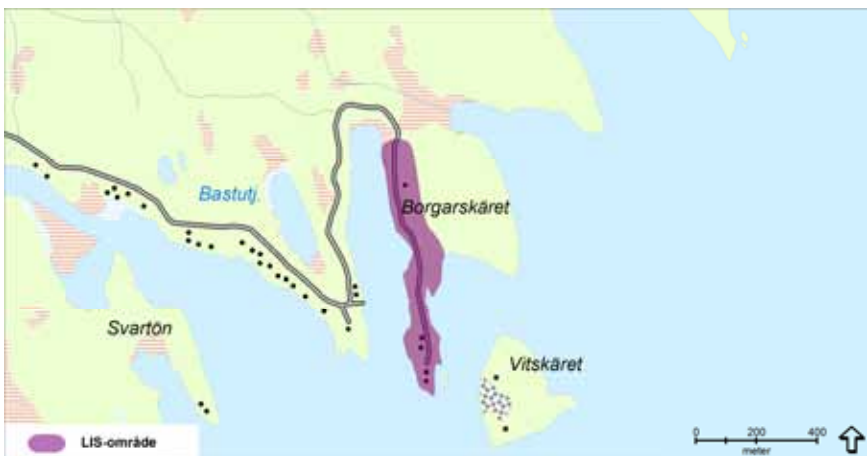 Bastutj.
Borgarskäret
Svartön
Vitskäret
LIS-område
0 200 400
meter